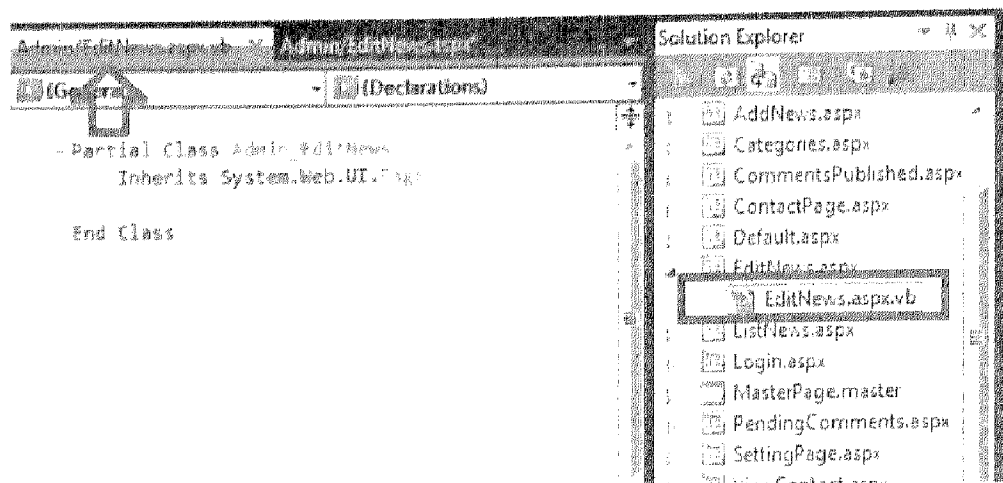 Admin/EditNews.aspx.vb Admin/EditNews.aspx
(General) (Declarations)
Partial Class Admin_EditNews
Inherits System.Web.UI.Page
End Class
Solution Explorer
AddNews.aspx
Categories.aspx
CommentsPublished.aspx
ContactPage.aspx
Default.aspx
EditNews.aspx
EditNews.aspx.vb
ListNews.aspx
Login.aspx
MasterPage.master
PendingComments.aspx
SettingPage.aspx